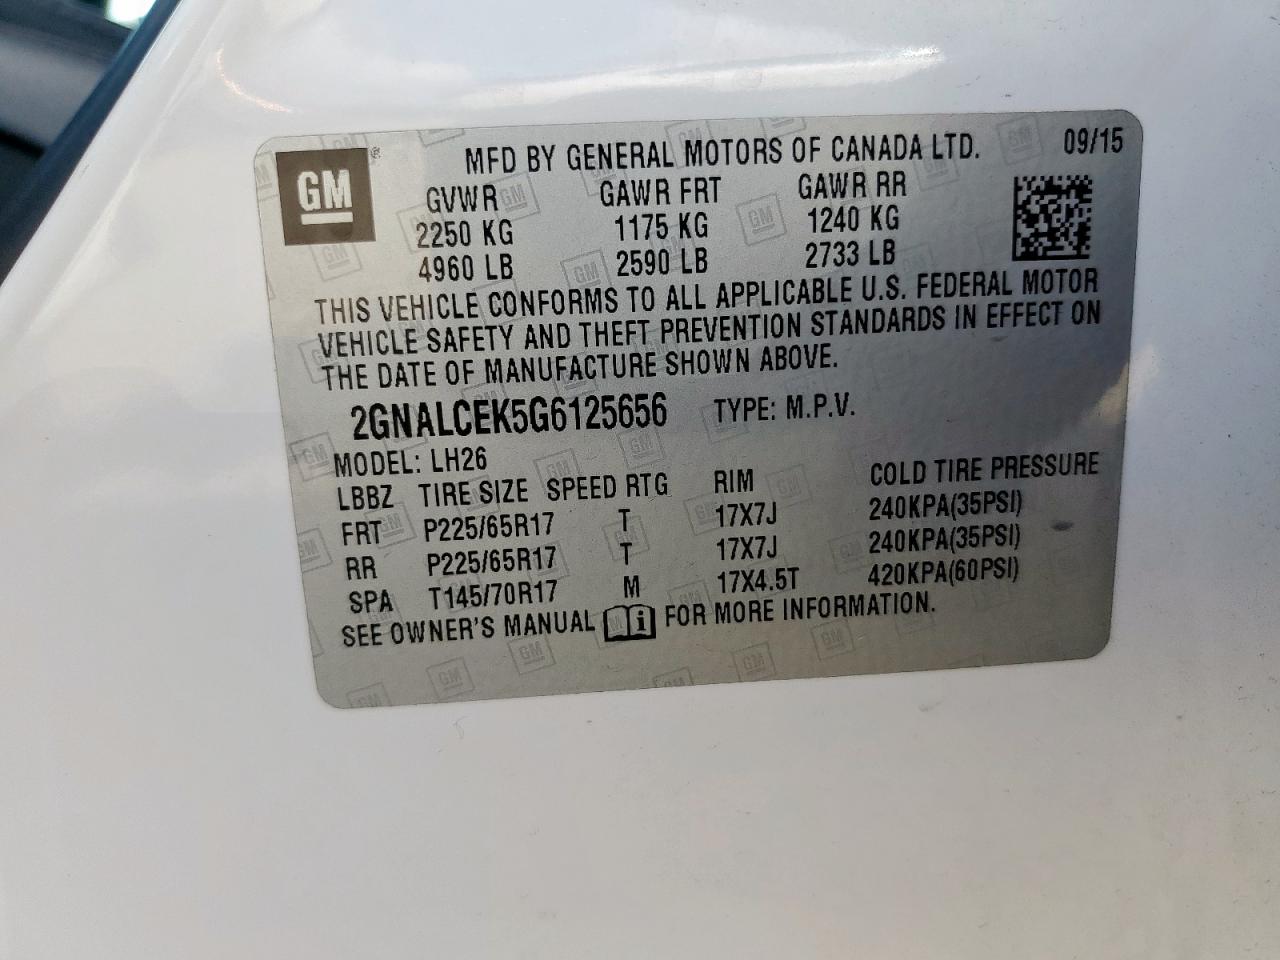 GM
MFD BY GENERAL MOTORS OF CANADA LTD. 09/15
GVWR GAWR FRT GAWR RR
2250 KG 1175 KG 1240 KG
4960 LB 2590 LB 2733 LB
THIS VEHICLE CONFORMS TO ALL APPLICABLE U.S. FEDERAL MOTOR
VEHICLE SAFETY AND THEFT PREVENTION STANDARDS IN EFFECT ON
THE DATE OF MANUFACTURE SHOWN ABOVE.
2GNALCEK5G6125656 TYPE: M.P.V.
MODEL: LH26
LBBZ TIRE SIZE SPEED RTG RIM COLD TIRE PRESSURE
FRT P225/65R17 T 17X7J 240KPA(35PSI)
RR P225/65R17 T 17X7J 240KPA(35PSI)
SPA T145/70R17 M 17X4.5T 420KPA(60PSI)
SEE OWNER'S MANUAL i FOR MORE INFORMATION.